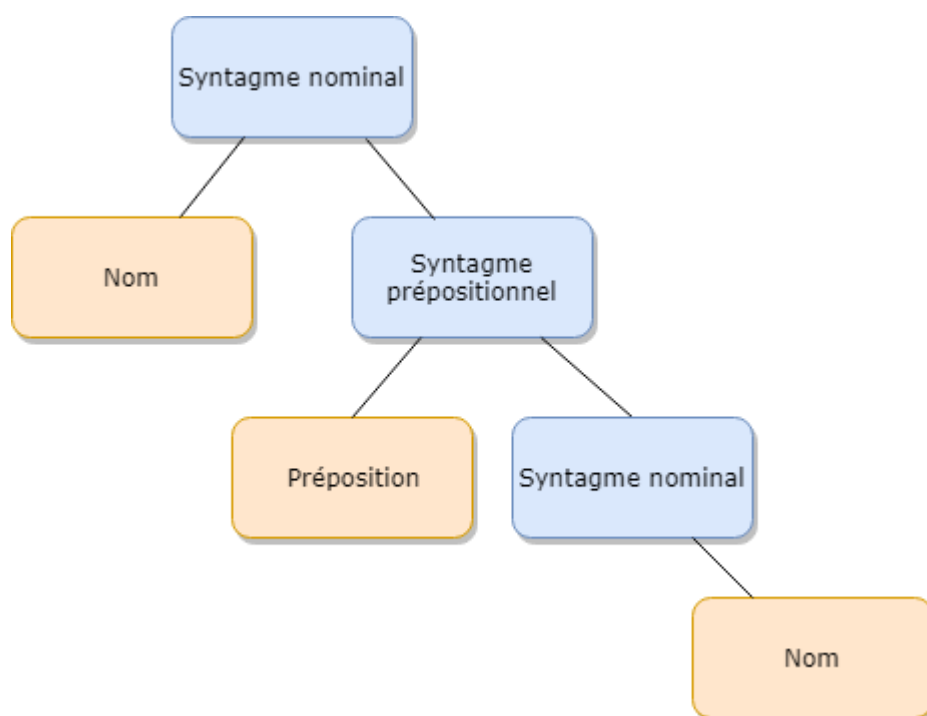 Syntagme nominal
Nom
Syntagme
prépositionnel
Préposition
Syntagme nominal
Nom